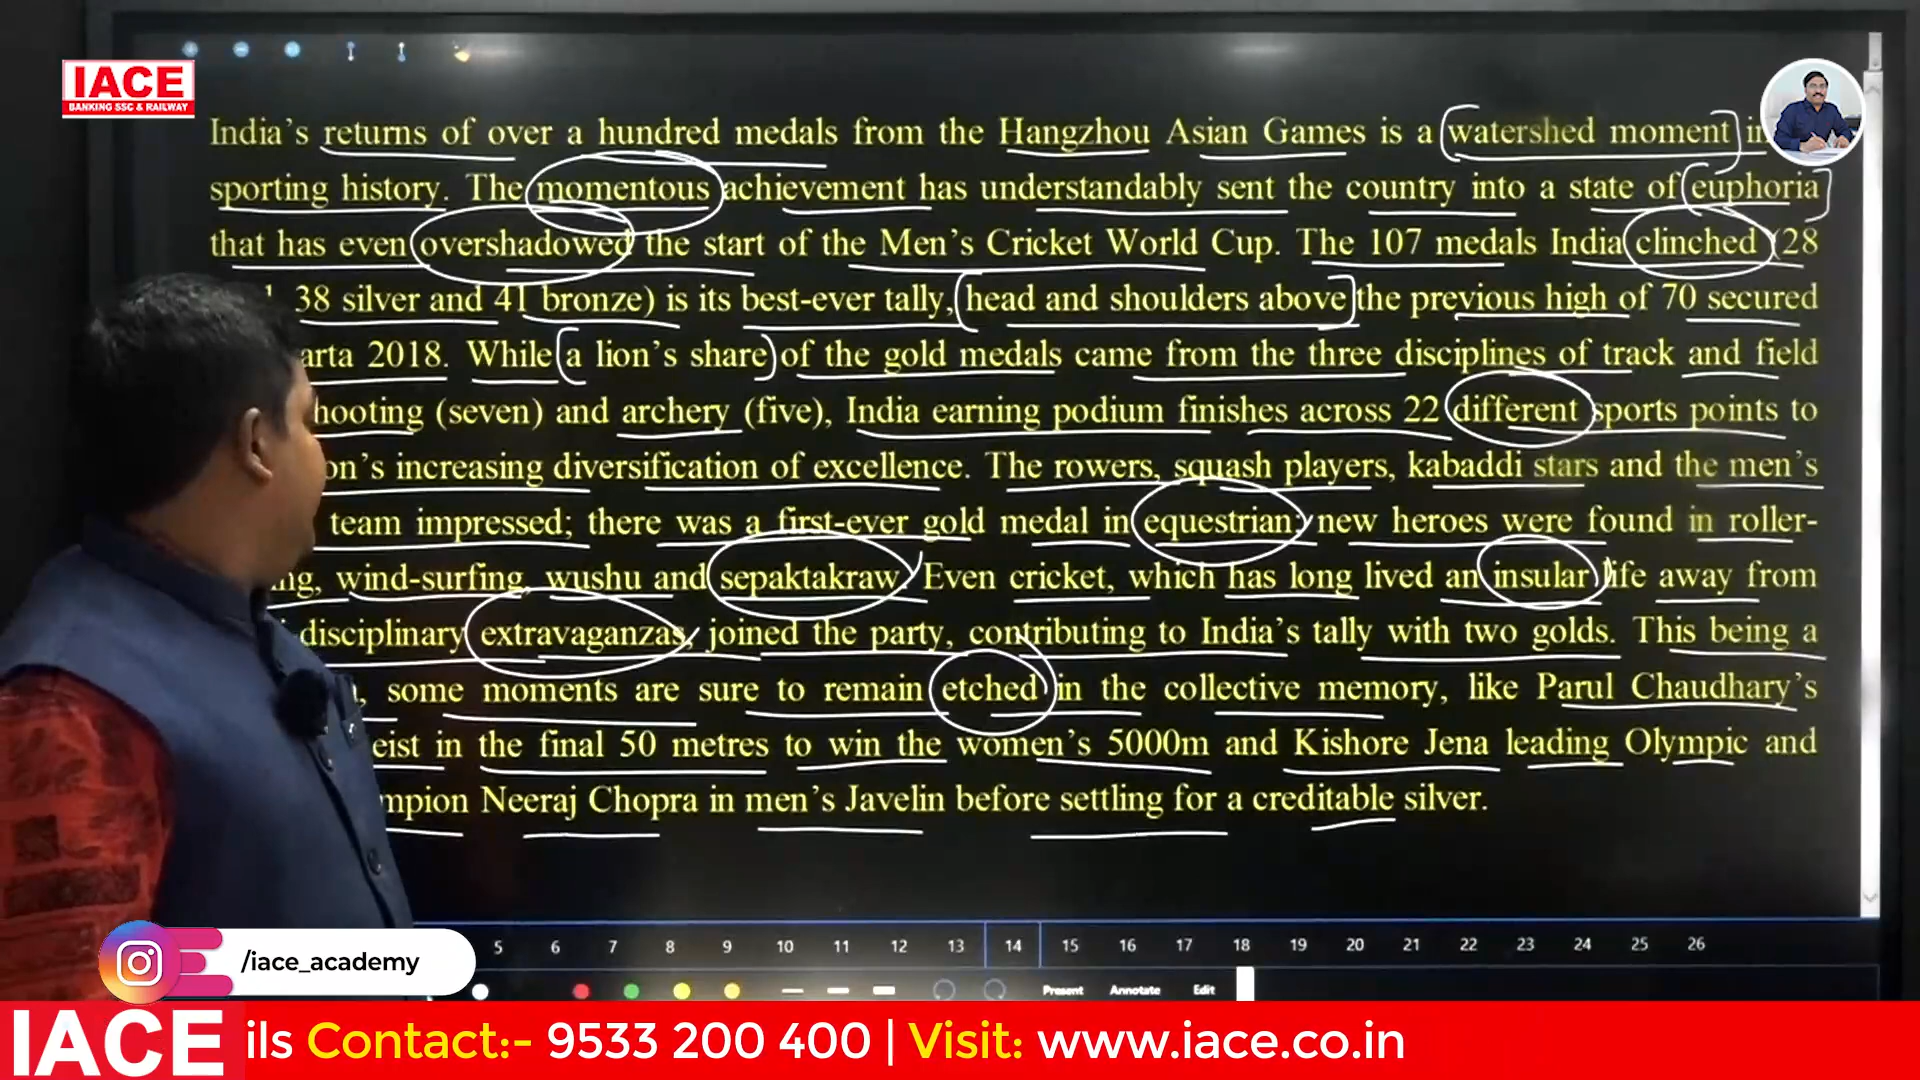 IACE
BANKING SSC & RAILWAY
India's returns of over a hundred medals from the Hangzhou Asian Games is a watershed moment in
sporting history. The momentous achievement has understandably sent the country into a state of euphoria
that has even overshadowed the start of the Men's Cricket World Cup. The 107 medals India clinched (28
38 silver and 41 bronze) is its best-ever tally, head and shoulders above the previous high of 70 secured
arta 2018. While a lion's share of the gold medals came from the three disciplines of track and field
hooting (seven) and archery (five), India earning podium finishes across 22 different sports points to
on's increasing diversification of excellence. The rowers, squash players, kabaddi stars and the men's
team impressed; there was a first-ever gold medal in equestrian; new heroes were found in roller-
ng, wind-surfing, wushu and sepaktakraw. Even cricket, which has long lived an insular life away from
disciplinary extravaganzas, joined the party, contributing to India's tally with two golds. This being a
, some moments are sure to remain etched in the collective memory, like Parul Chaudhary's
eist in the final 50 metres to win the women's 5000m and Kishore Jena leading Olympic and
mpion Neeraj Chopra in men's Javelin before settling for a creditable silver.
5 6 7 8 9 10 11 12 13 14 15 16 17 18 19 20 21 22 23 24 25 26
Present Annotate Edit
/iace_academy
IACE ils Contact:- 9533 200 400 | Visit: www.iace.co.in